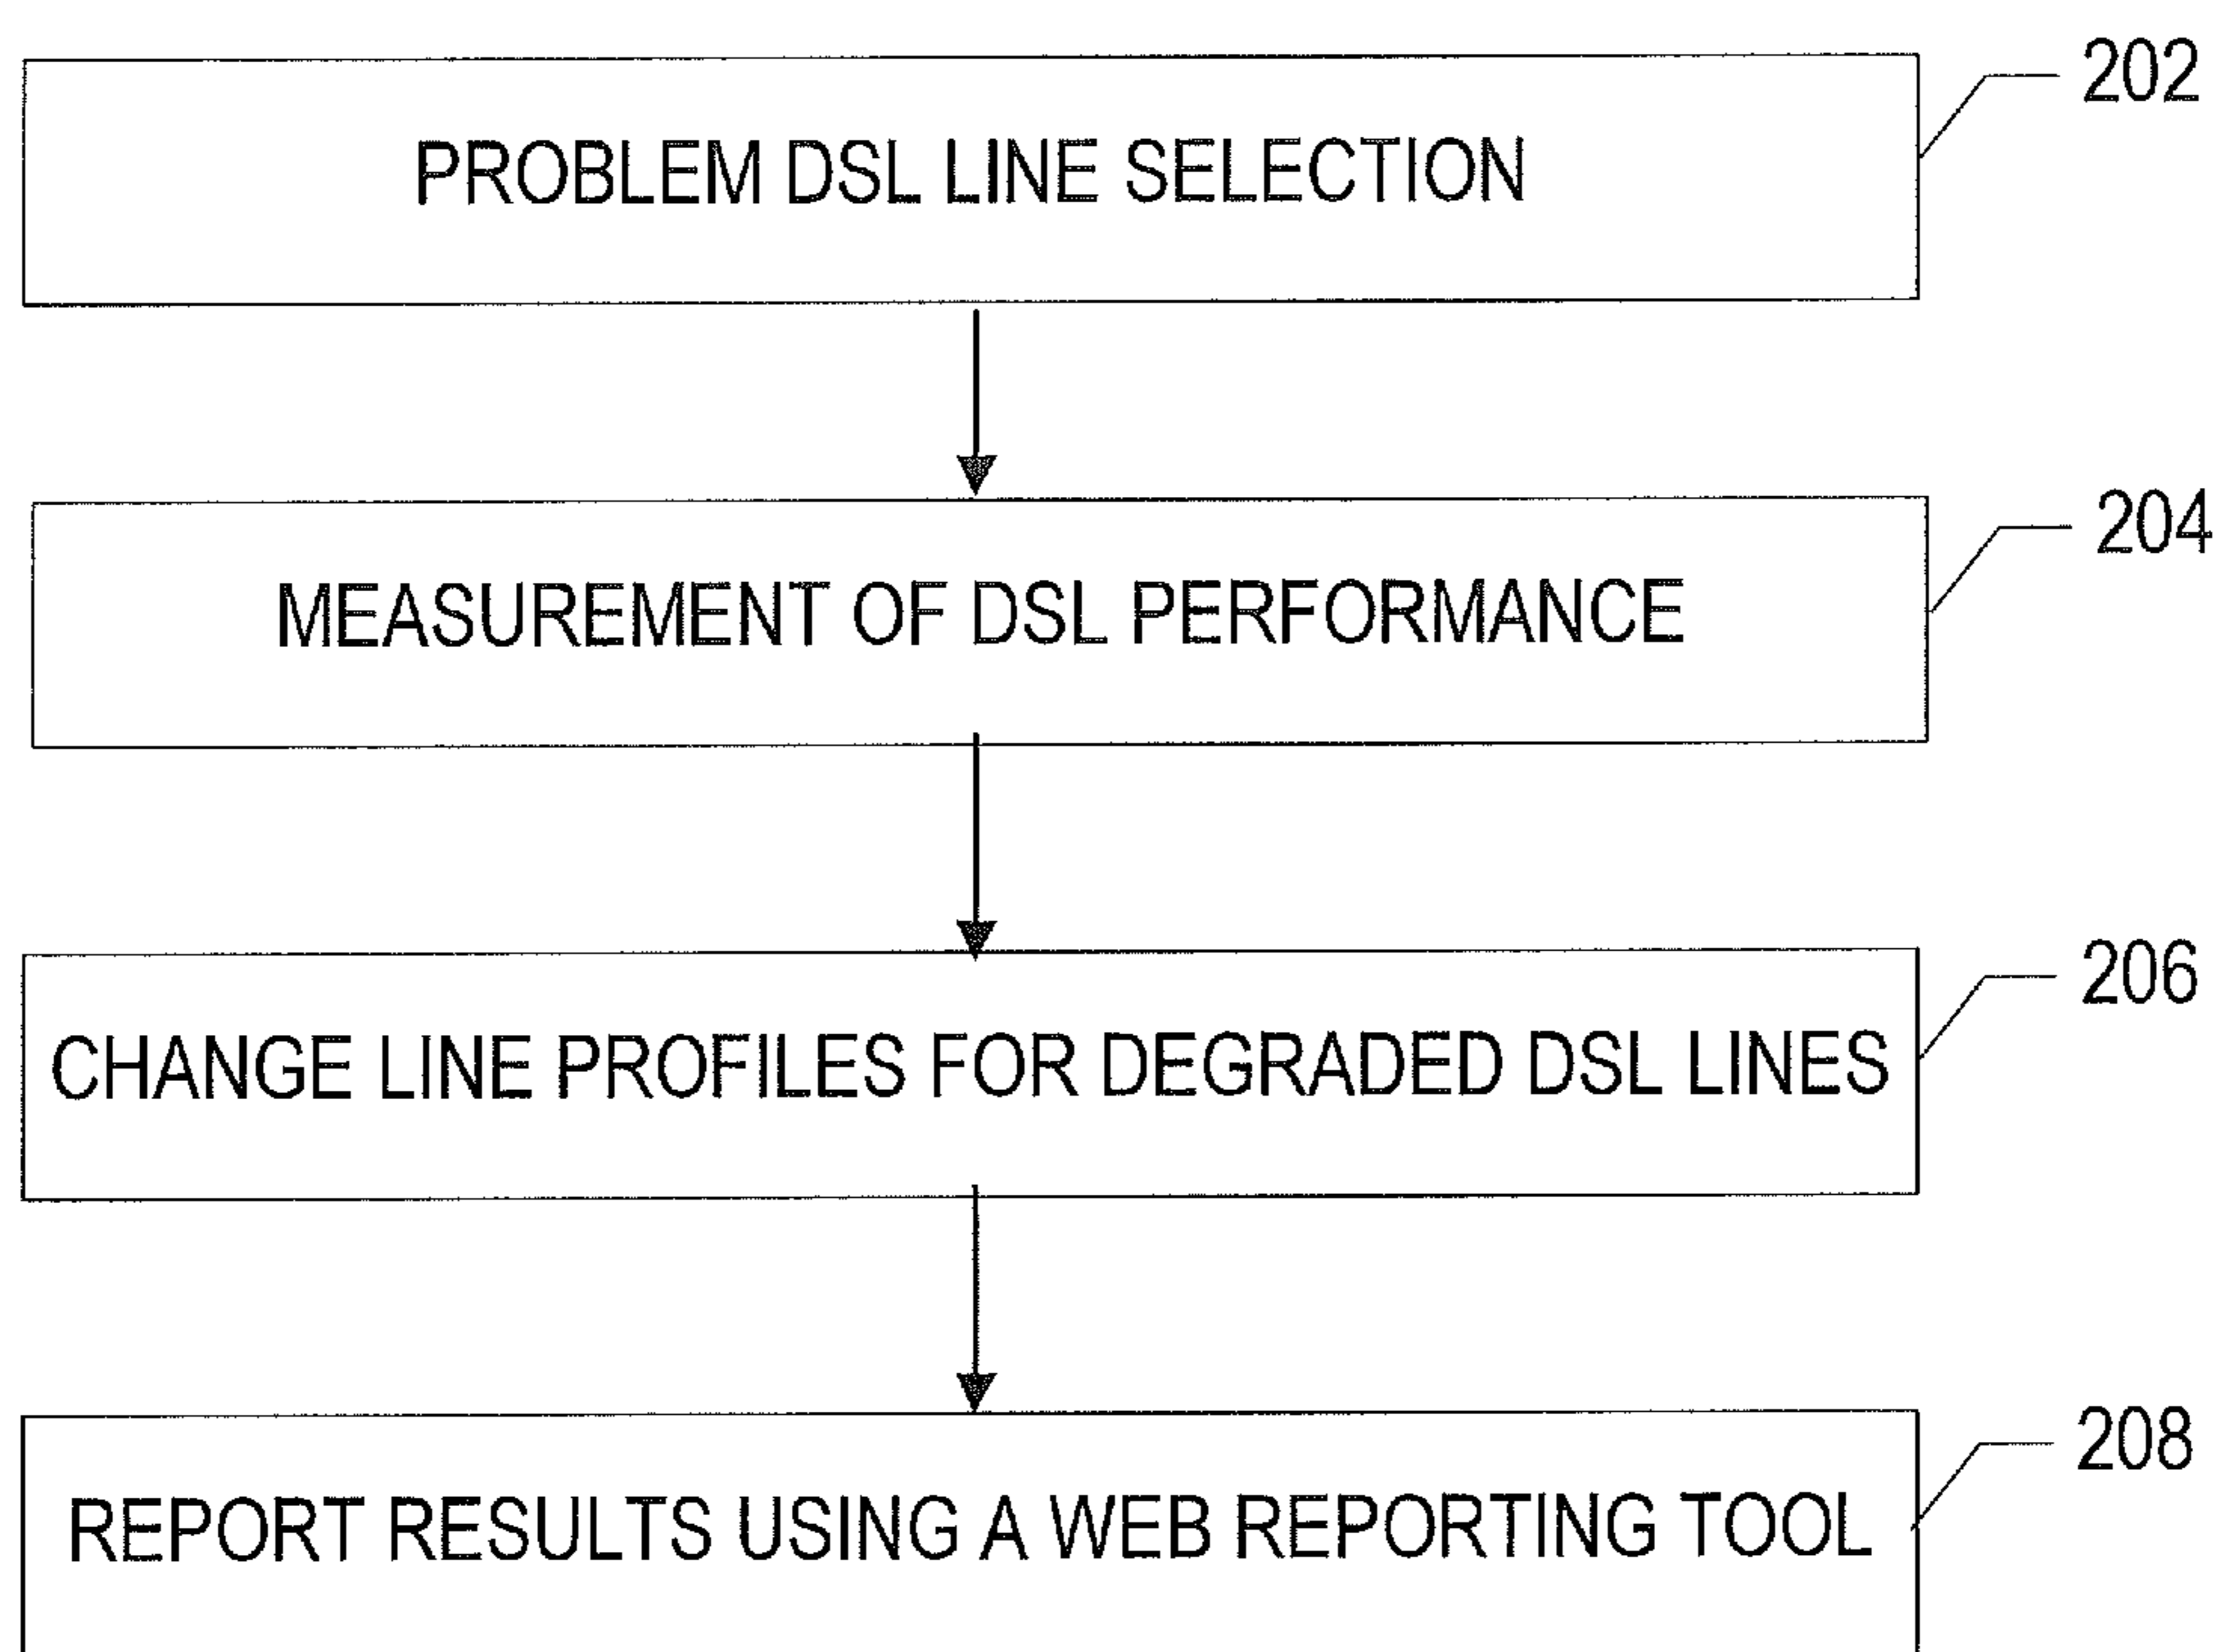 202
PROBLEM DSL LINE SELECTION
204
MEASUREMENT OF DSL PERFORMANCE
206
CHANGE LINE PROFILES FOR DEGRADED DSL LINES
208
REPORT RESULTS USING A WEB REPORTING TOOL